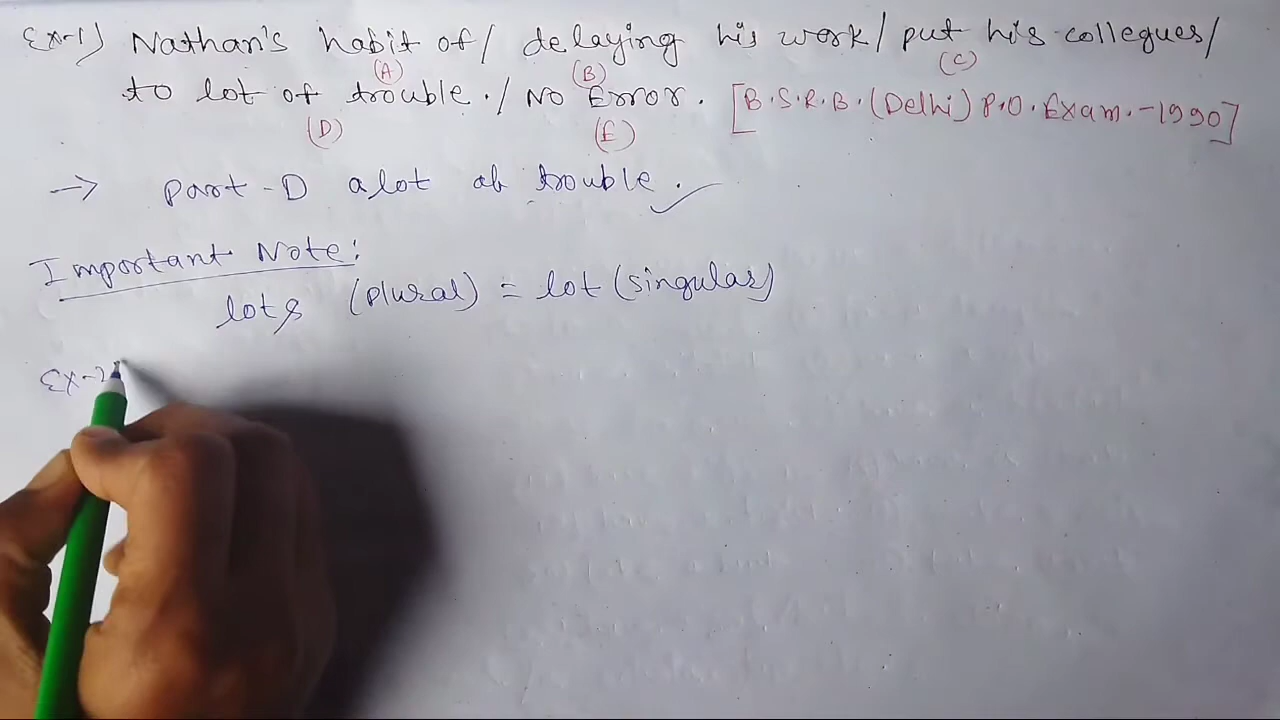 Ex-1) Nathan's habit of/ delaying his work/ put his collegues/
(A) (B) (C)
to lot of trouble./ No Error. [B.S.R.B. (Delhi) P.O. Exam.-1990]
(D) (E)
→ Part-D a lot of trouble. ✓
Important Note:
lots (plural) = lot (singular)
Ex-2)